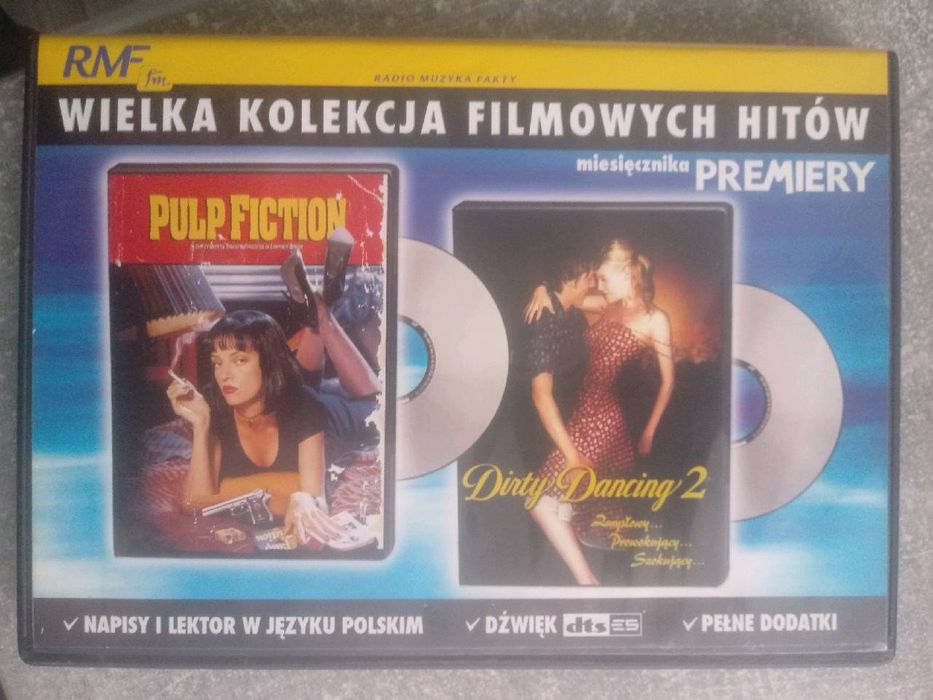 RMF
fm.
RADIO MUZYKA FAKTY
WIELKA KOLEKCJA FILMOWYCH HITÓW
miesięcznika PREMIERY
PULP FICTION
Dirty Dancing 2
Zmysłowy...
Prowokujący...
Szokujący...
✓ NAPISY I LEKTOR W JĘZYKU POLSKIM
✓ DŹWIĘK dts ES
✓ PEŁNE DODATKI